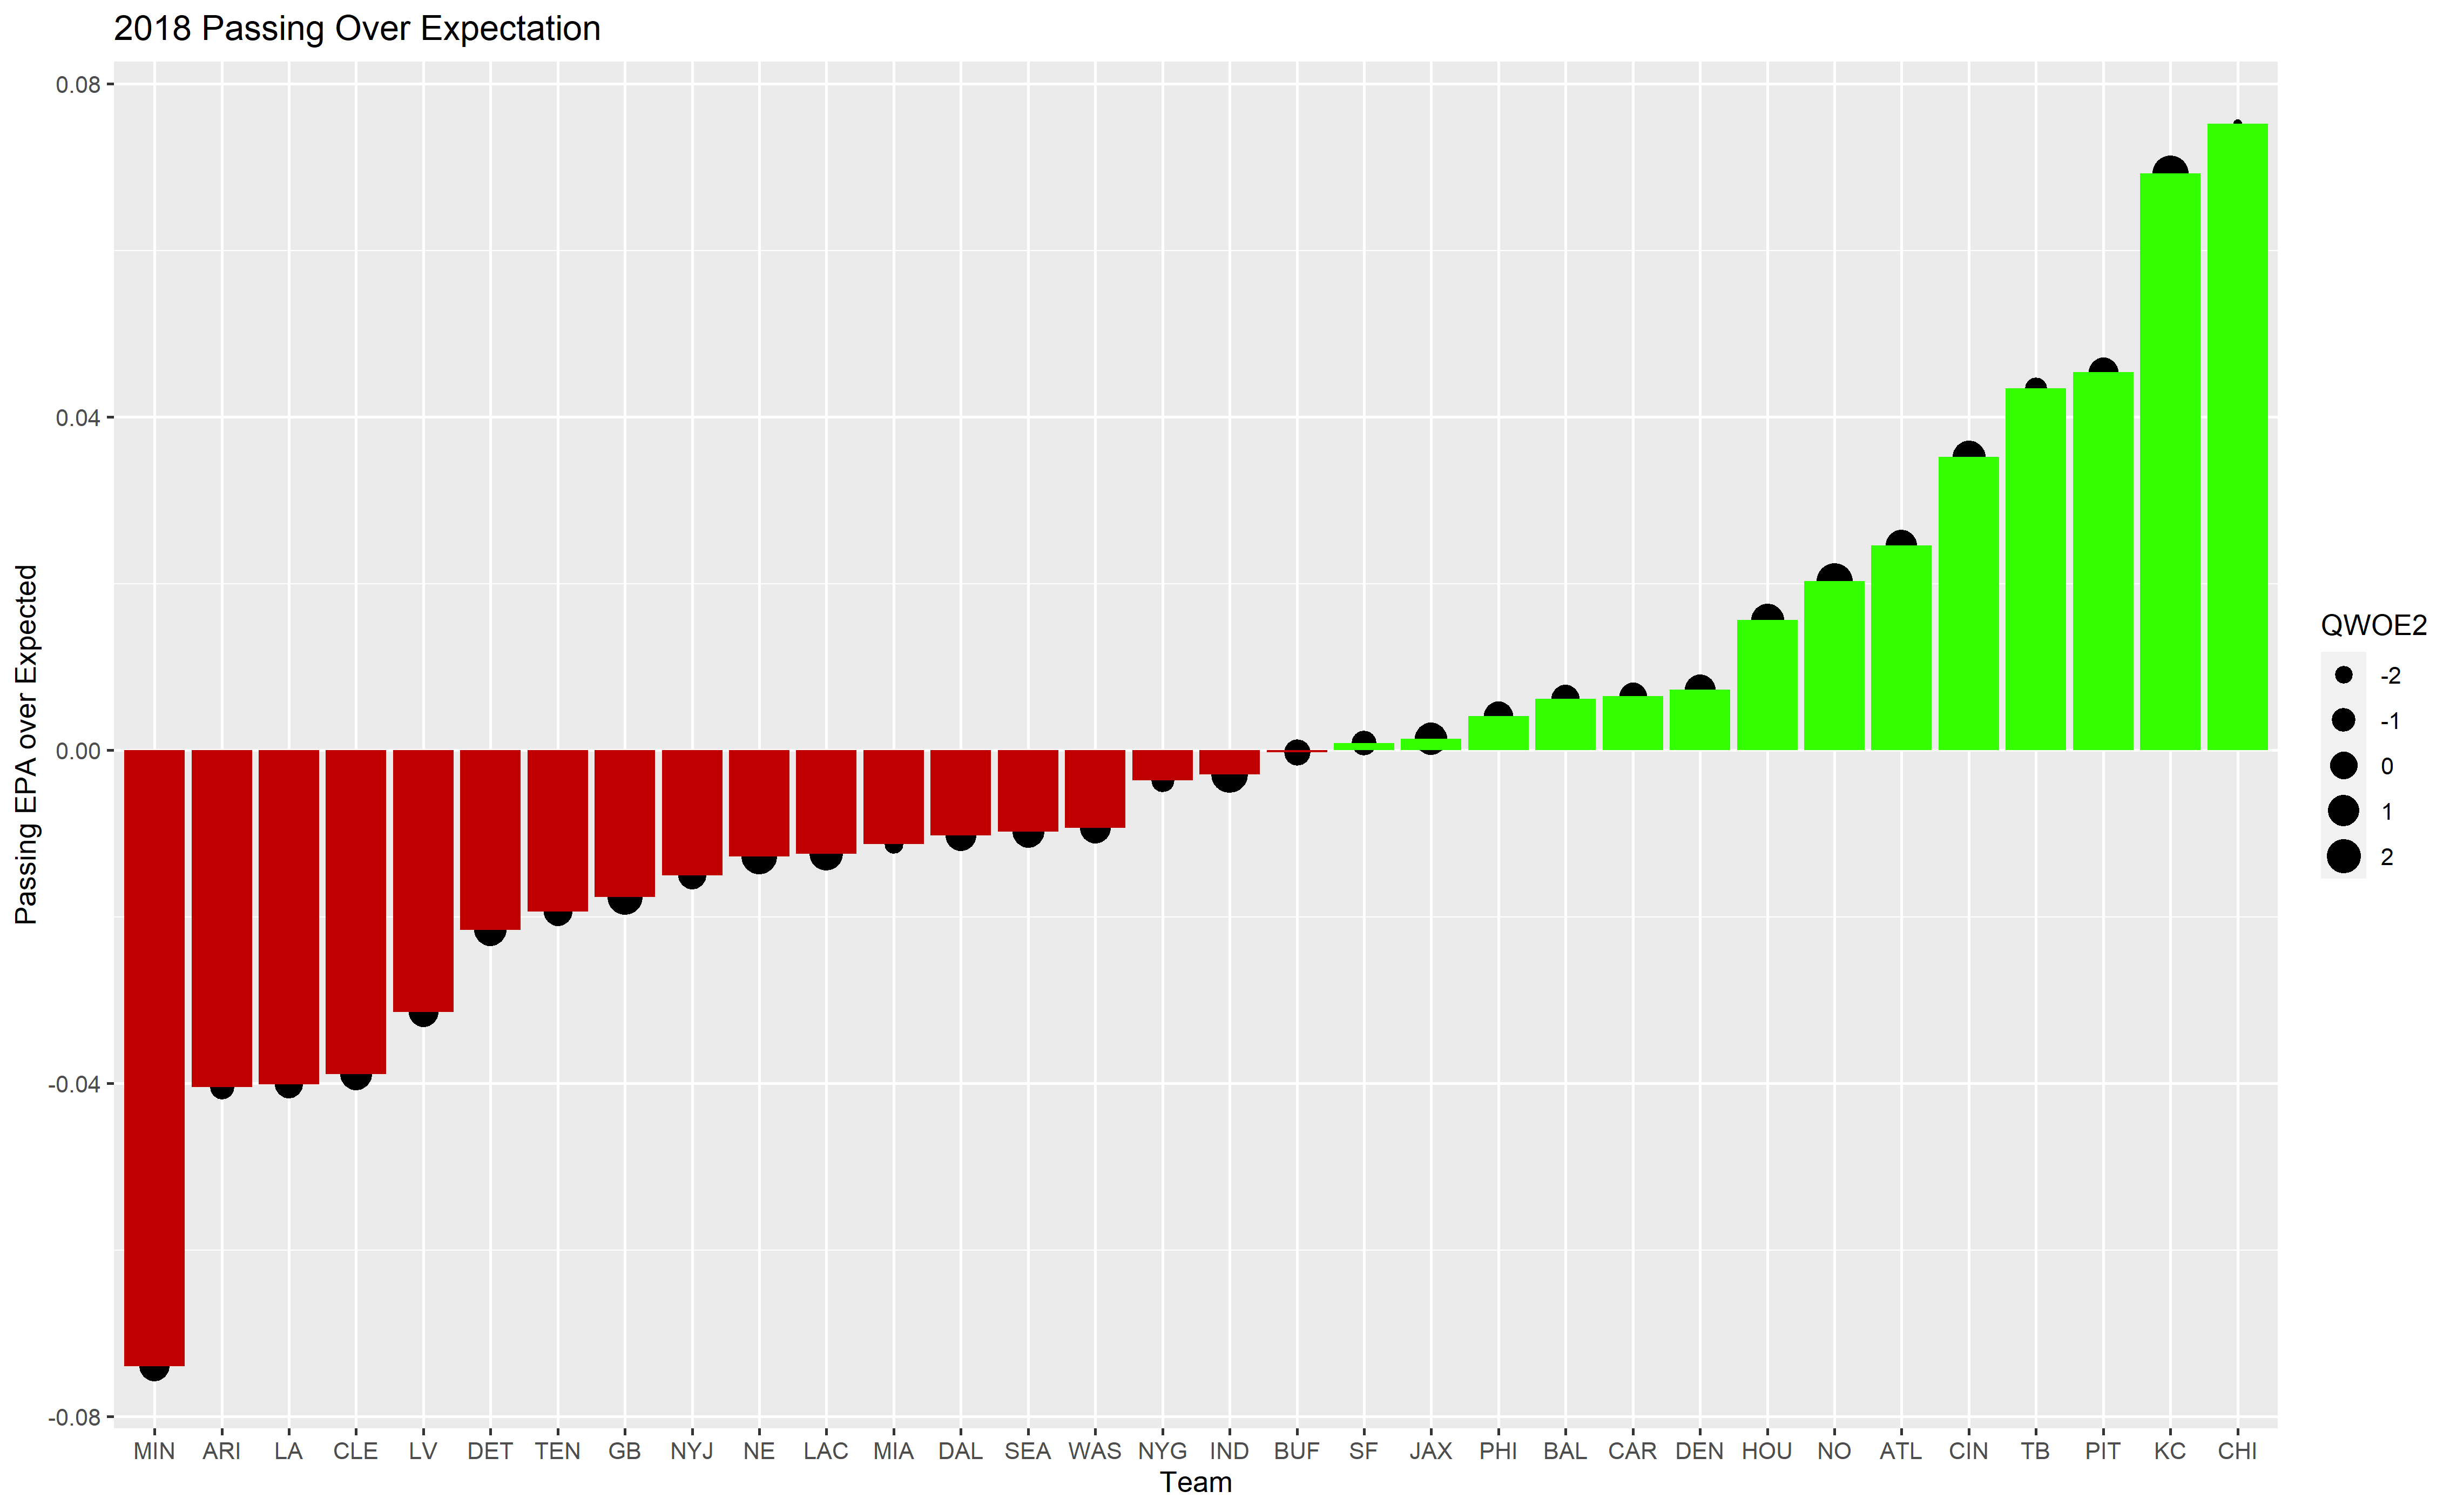 2018 Passing Over Expectation
0.08
0.04
0.00
-0.04
-0.08
Passing EPA over Expected
MIN ARI LA CLE LV DET TEN GB NYJ NE LAC MIA DAL SEA WAS NYG IND BUF SF JAX PHI BAL CAR DEN HOU NO ATL CIN TB PIT KC CHI
Team
QWOE2
-2
-1
0
1
2